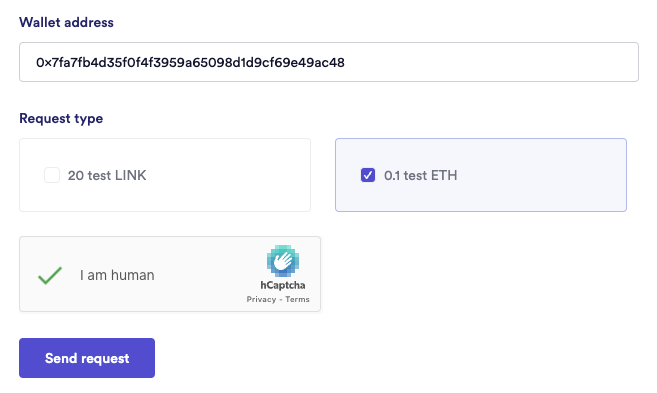 Wallet address
0x7fa7fb4d35f0f4f3959a65098d1d9cf69e49ac48
Request type
20 test LINK
0.1 test ETH
I am human
hCaptcha
Privacy - Terms
Send request